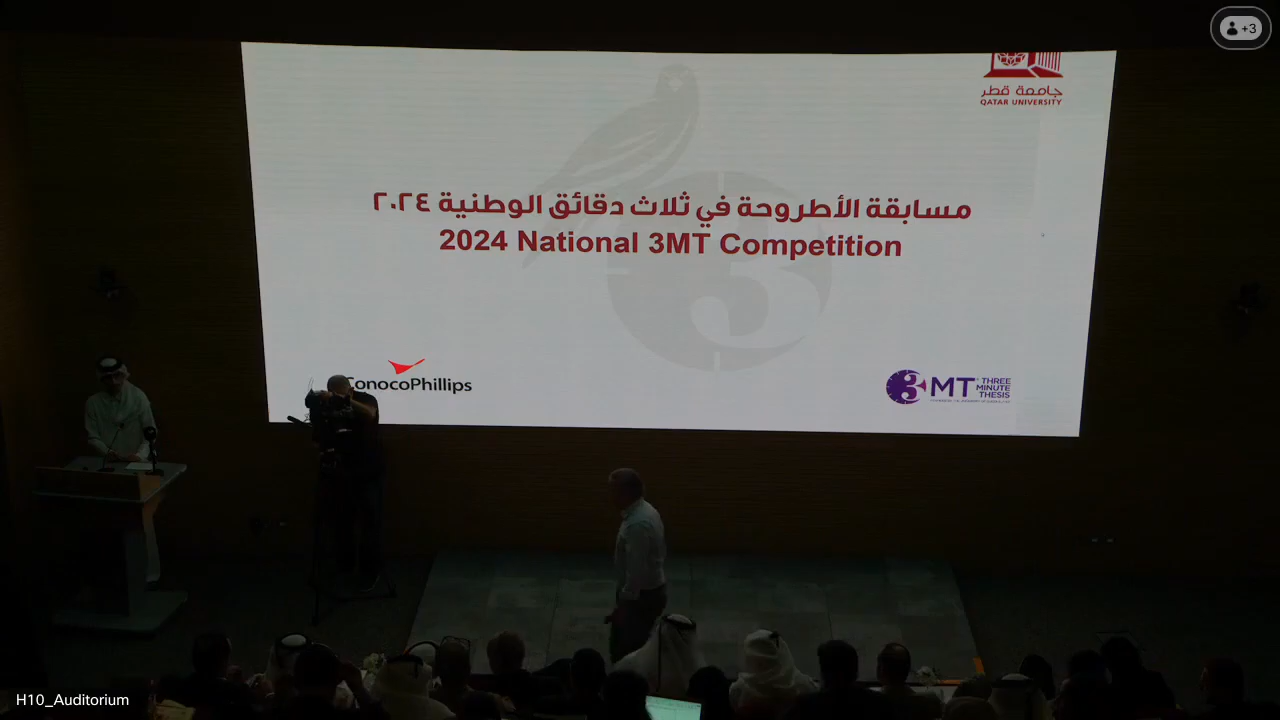 +3
جامعة قطر
QATAR UNIVERSITY
مسابقة الأطروحة في ثلاث دقائق الوطنية ٢٠٢٤
2024 National 3MT Competition
ConocoPhillips
3MT THREE
MINUTE
THESIS
H10_Auditorium